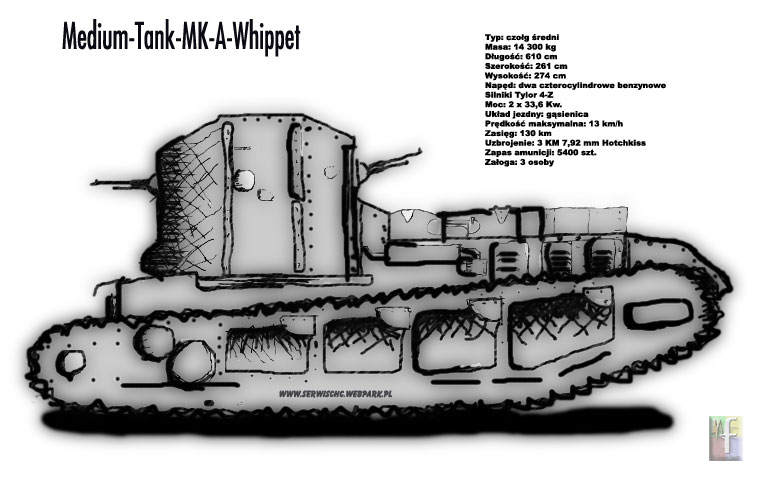 Medium-Tank-MK-A-Whippet
Typ: czołg średni
Masa: 14 300 kg
Długość: 610 cm
Szerokość: 261 cm
Wysokość: 274 cm
Napęd: dwa czterocylindrowe benzynowe
Silniki Tylor 4-Z
Moc: 2 x 33,6 Kw.
Układ jezdny: gąsienica
Prędkość maksymalna: 13 km/h
Zasięg: 130 km
Uzbrojenie: 3 KM 7,92 mm Hotchkiss
Zapas amunicji: 5400 szt.
Załoga: 3 osoby
WWW.SERWISCHC.WEBPARK.PL